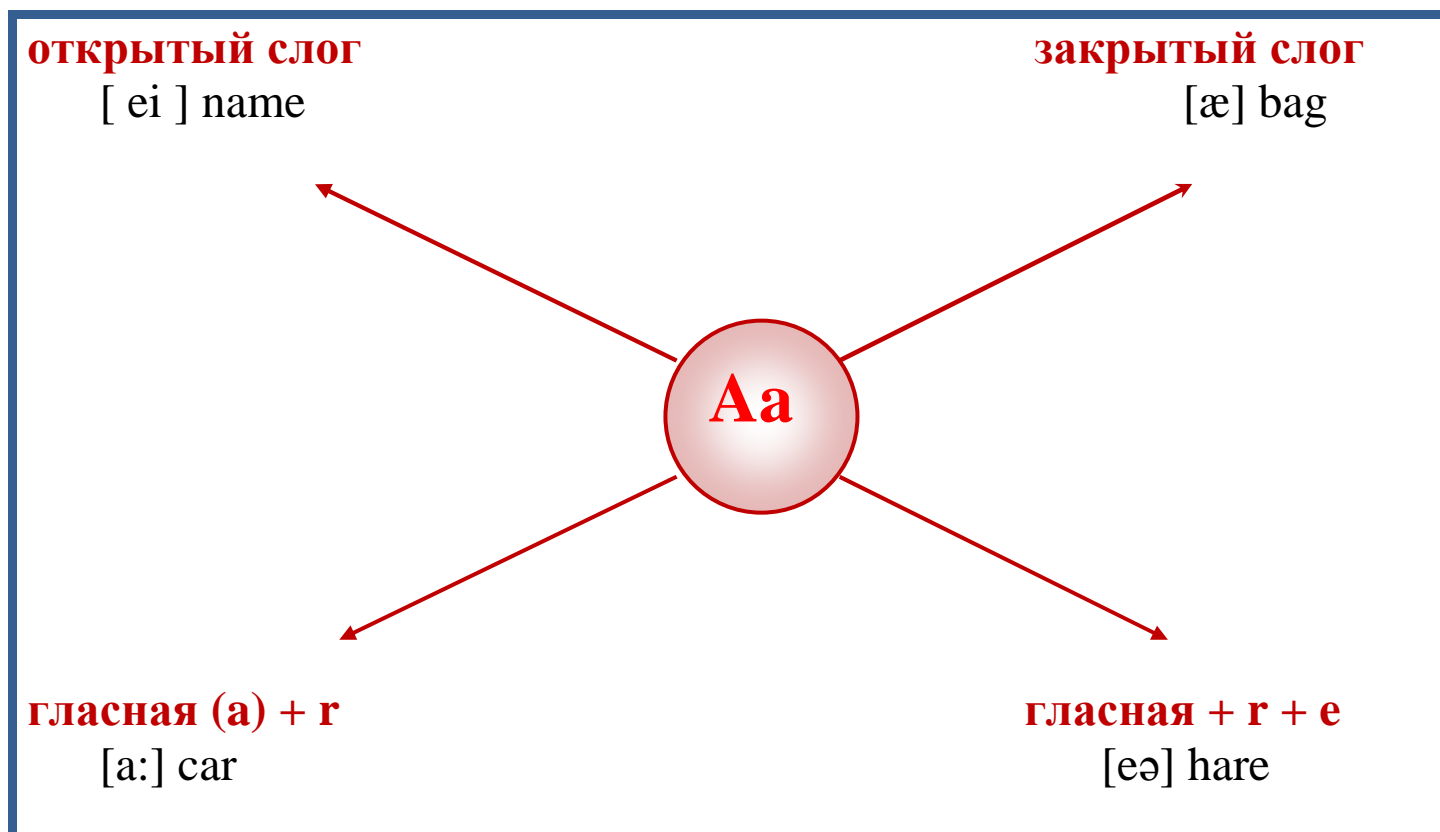 открытый слог
[ ei ] name
закрытый слог
[æ] bag
Aa
гласная (а) + r
[a:] car
гласная + r + e
[eə] hare